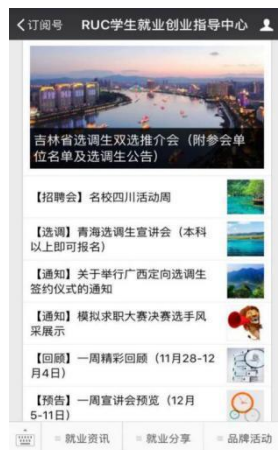 订阅号
RUC学生就业创业指导中心
吉林省选调生双选推介会（附参会单
位名单及选调生公告）
【招聘会】名校四川活动周
【选调】青海选调生宣讲会（本科
以上即可报名）
【通知】关于举行广西定向选调生
签约仪式的通知
【通知】模拟求职大赛决赛选手风
采展示
【回顾】一周精彩回顾（11月28-12
月4日）
【预告】一周宣讲会预览（12月
5-11日）
就业资讯
就业分享
品牌活动